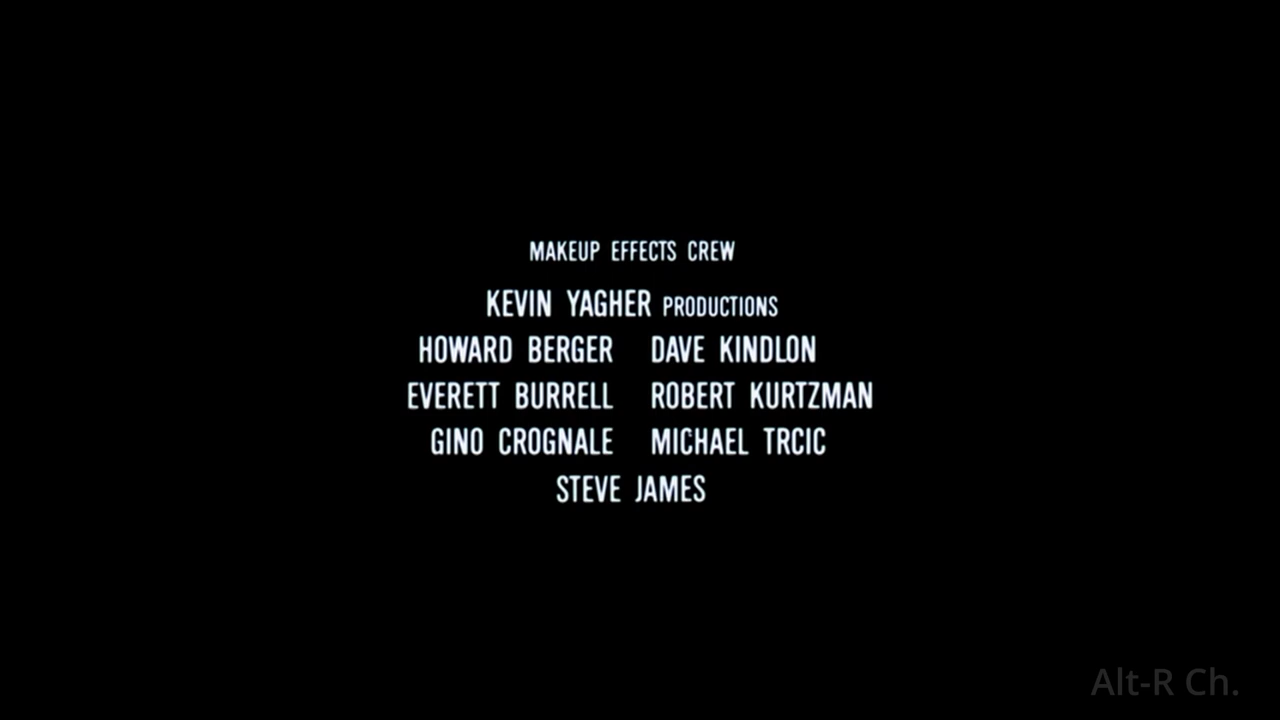 MAKEUP EFFECTS CREW
KEVIN YAGHER PRODUCTIONS
HOWARD BERGER DAVE KINDLON
EVERETT BURRELL ROBERT KURTZMAN
GINO CROGNALE MICHAEL TRCIC
STEVE JAMES
Alt-R Ch.